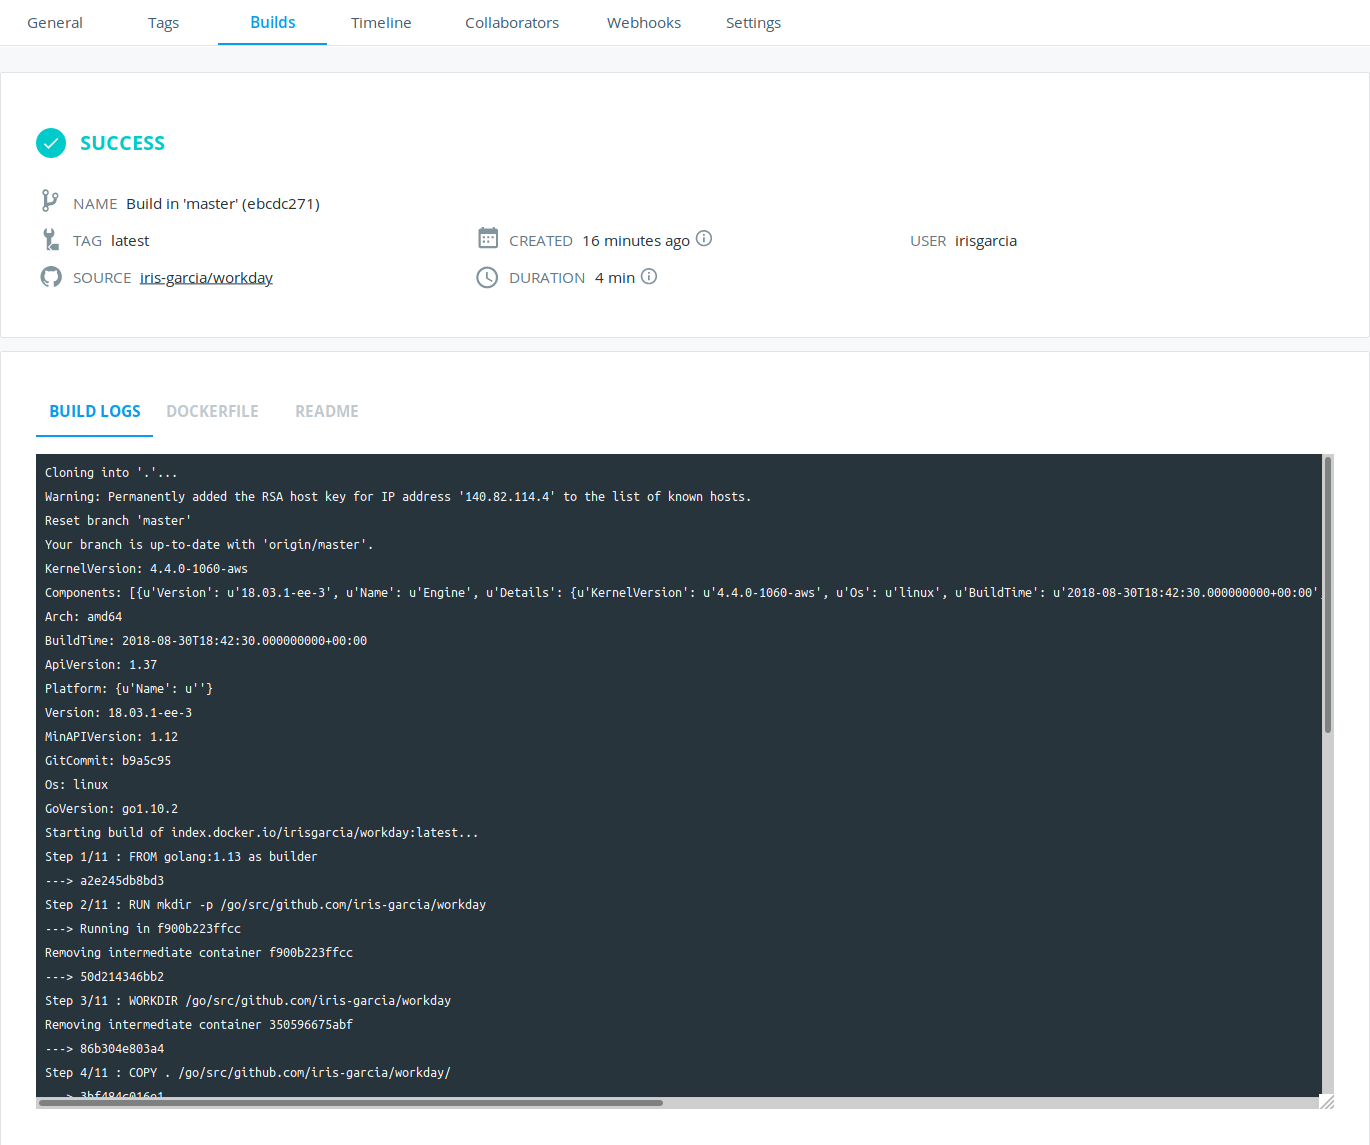 General Tags Builds Timeline Collaborators Webhooks Settings
SUCCESS
NAME Build in 'master' (ebcdc271)
TAG latest CREATED 16 minutes ago USER irisgarcia
SOURCE iris-garcia/workday DURATION 4 min
BUILD LOGS DOCKERFILE README
Cloning into '.'...
Warning: Permanently added the RSA host key for IP address '140.82.114.4' to the list of known hosts.
Reset branch 'master'
Your branch is up-to-date with 'origin/master'.
KernelVersion: 4.4.0-1060-aws
Components: [{u'Version': u'18.03.1-ee-3', u'Name': u'Engine', u'Details': {u'KernelVersion': u'4.4.0-1060-aws', u'Os': u'linux', u'BuildTime': u'2018-08-30T18:42:30.000000000+00:00',
Arch: amd64
BuildTime: 2018-08-30T18:42:30.000000000+00:00
ApiVersion: 1.37
Platform: {u'Name': u''}
Version: 18.03.1-ee-3
MinAPIVersion: 1.12
GitCommit: b9a5c95
Os: linux
GoVersion: go1.10.2
Starting build of index.docker.io/irisgarcia/workday:latest...
Step 1/11 : FROM golang:1.13 as builder
---> a2e245db8bd3
Step 2/11 : RUN mkdir -p /go/src/github.com/iris-garcia/workday
---> Running in f900b223ffcc
Removing intermediate container f900b223ffcc
---> 50d214346bb2
Step 3/11 : WORKDIR /go/src/github.com/iris-garcia/workday
Removing intermediate container 350596675abf
---> 86b304e803a4
Step 4/11 : COPY . /go/src/github.com/iris-garcia/workday/
---> 3bf484c016e1